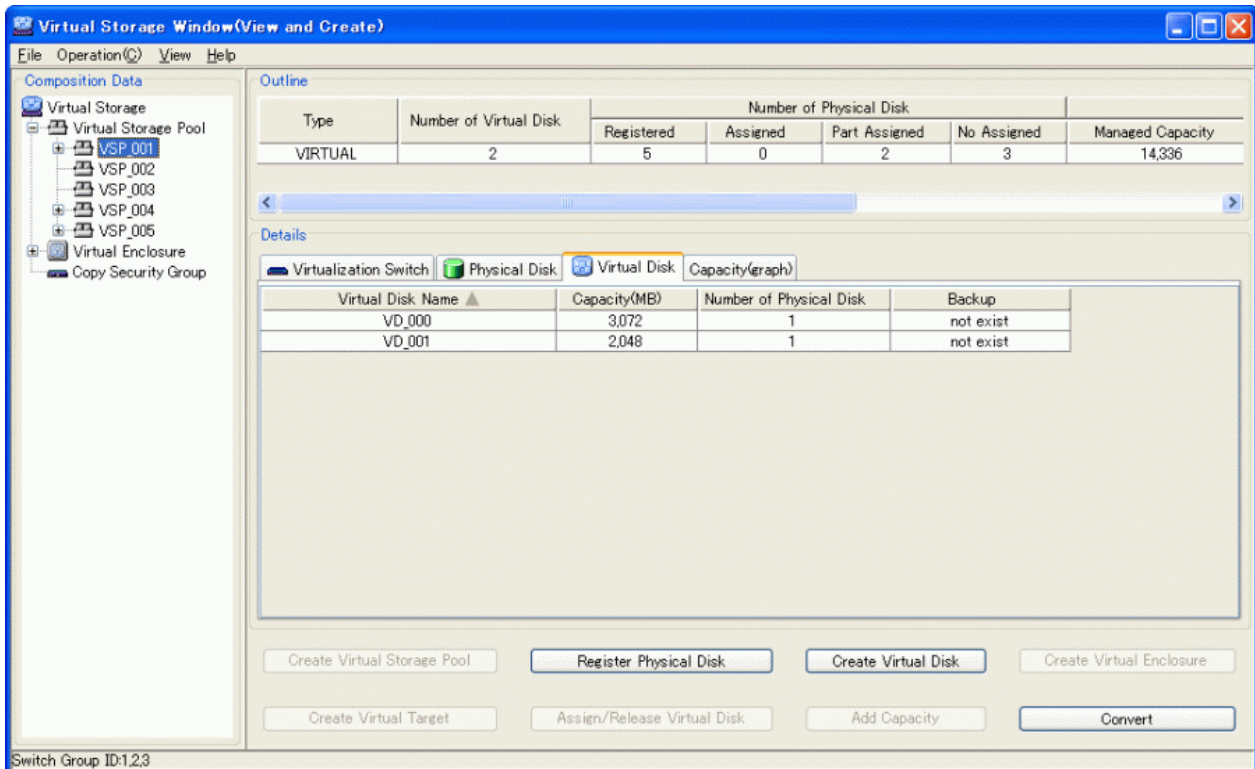 Virtual Storage Window(View and Create)
File Operation(C) View Help
Composition Data
Virtual Storage
Virtual Storage Pool
VSP_001
VSP_002
VSP_003
VSP_004
VSP_005
Virtual Enclosure
Copy Security Group
Outline
Type Number of Virtual Disk Number of Physical Disk
Registered Assigned Part Assigned No Assigned Managed Capacity
VIRTUAL 2 5 0 2 3 14,336
Details
Virtualization Switch Physical Disk Virtual Disk Capacity(graph)
Virtual Disk Name Capacity(MB) Number of Physical Disk Backup
VD_000 3,072 1 not exist
VD_001 2,048 1 not exist
Create Virtual Storage Pool Register Physical Disk Create Virtual Disk Create Virtual Enclosure
Create Virtual Target Assign/Release Virtual Disk Add Capacity Convert
Switch Group ID:1,2,3